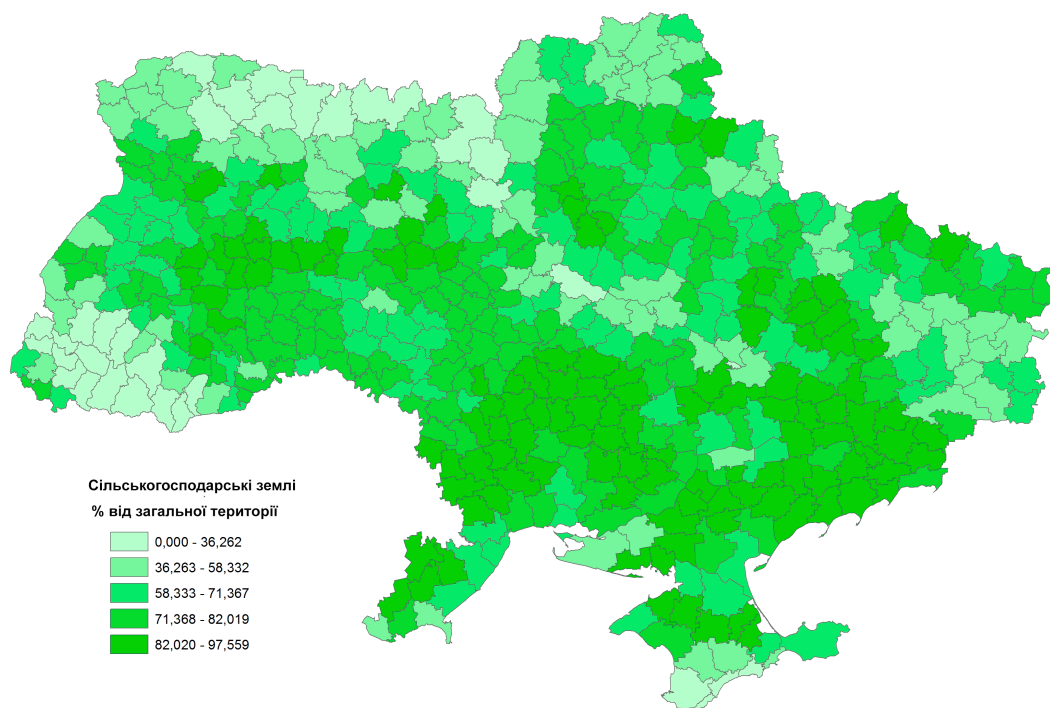 Сільськогосподарські землі
% від загальної території
0,000 - 36,262
36,263 - 58,332
58,333 - 71,367
71,368 - 82,019
82,020 - 97,559